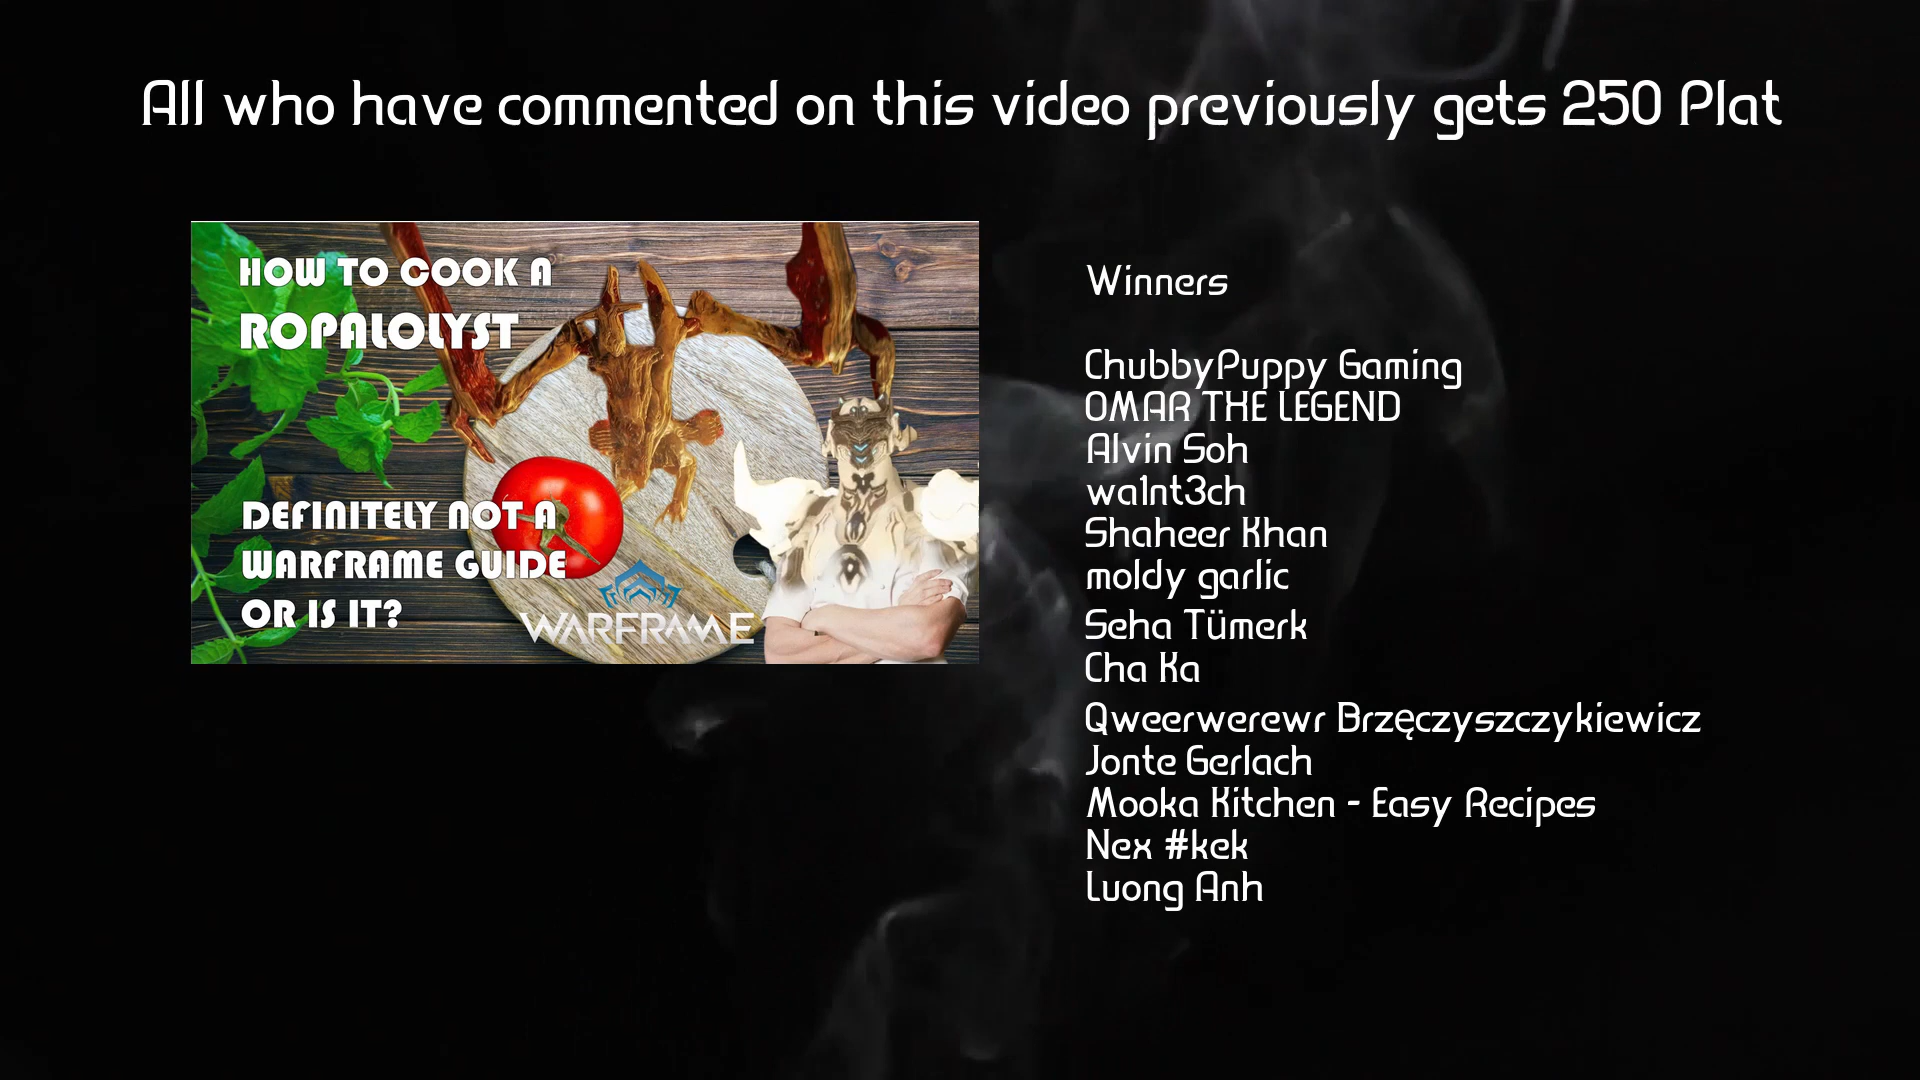 All who have commented on this video previously gets 250 Plat
HOW TO COOK A
ROPALOLYST
DEFINITELY NOT A
WARFRAME GUIDE
OR IS IT?
WARFRAME
Winners
ChubbyPuppy Gaming
OMAR THE LEGEND
Alvin Soh
wa1nt3ch
Shaheer Khan
moldy garlic
Seha Tümerk
Cha Ka
Qweerwerewr Brzęczyszczykiewicz
Jonte Gerlach
Mooka Kitchen - Easy Recipes
Nex #kek
Luong Anh